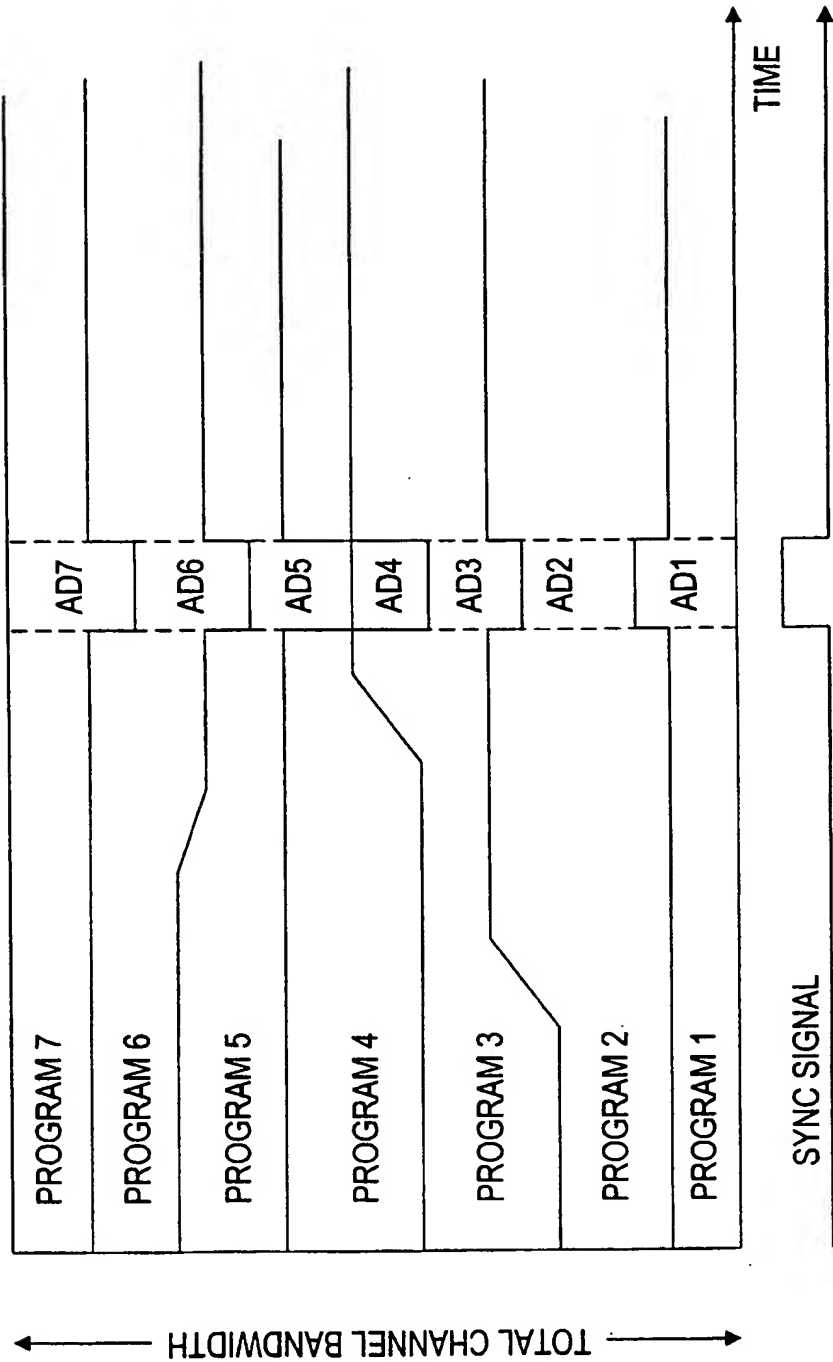 TOTAL CHANNEL BANDWIDTH
PROGRAM 7
PROGRAM 6
PROGRAM 5
PROGRAM 4
PROGRAM 3
PROGRAM 2
PROGRAM 1
AD7
AD6
AD5
AD4
AD3
AD2
AD1
TIME
SYNC SIGNAL